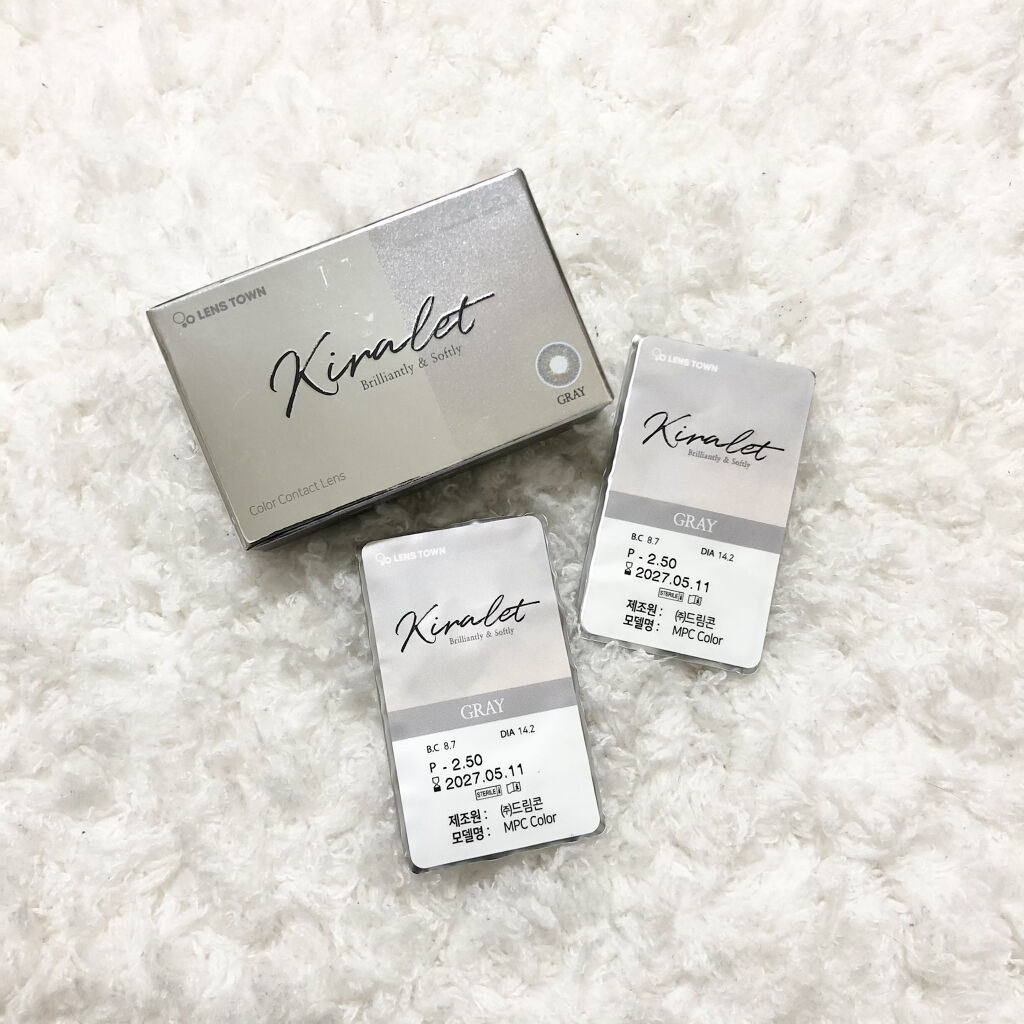 LENS TOWN
Kiralet
Brilliantly & Softly
GRAY
Color Contact Lens
LENS TOWN
Kiralet
Brilliantly & Softly
GRAY
B.C 8.7 DIA 14.2
P - 2.50
2027.05.11
STERILE
제조원 : ㈜드림콘
모델명 : MPC Color
LENS TOWN
Kiralet
Brilliantly & Softly
GRAY
B.C 8.7 DIA 14.2
P - 2.50
2027.05.11
STERILE
제조원 : ㈜드림콘
모델명 : MPC Color